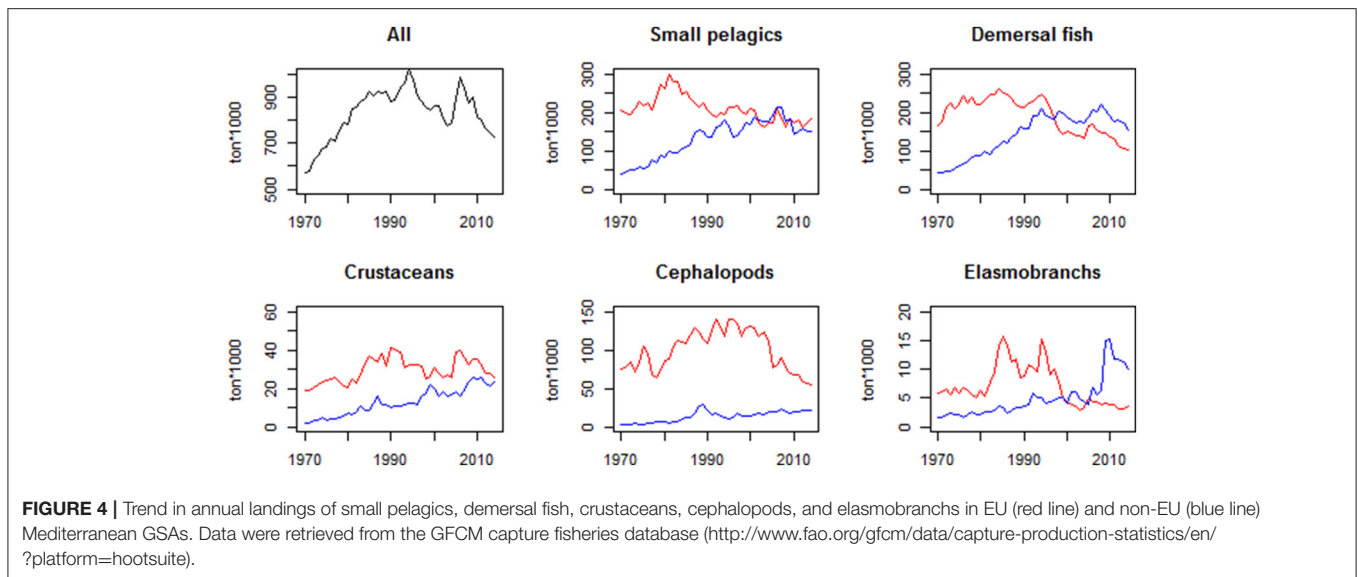 All
Small pelagics
Demersal fish
ton*1000
900
700
500
1970
1990
2010
ton*1000
300
200
100
0
1970
1990
2010
ton*1000
300
200
100
0
1970
1990
2010
Crustaceans
Cephalopods
Elasmobranchs
ton*1000
60
40
20
0
1970
1990
2010
ton*1000
150
100
50
0
1970
1990
2010
ton*1000
20
15
10
5
0
1970
1990
2010
FIGURE 4 | Trend in annual landings of small pelagics, demersal fish, crustaceans, cephalopods, and elasmobranchs in EU (red line) and non-EU (blue line)
Mediterranean GSAs. Data were retrieved from the GFCM capture fisheries database (http://www.fao.org/gfcm/data/capture-production-statistics/en/
?platform=hootsuite).